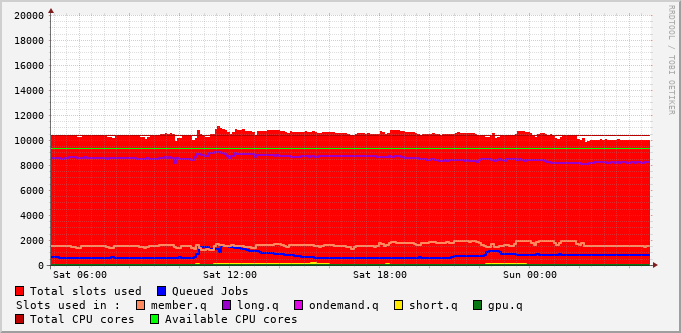 20000
18000
16000
14000
12000
10000
8000
6000
4000
2000
0
Sat 06:00 Sat 12:00 Sat 18:00 Sun 00:00
Total slots used Queued Jobs
Slots used in : member.q long.q ondemand.q short.q gpu.q
Total CPU cores Available CPU cores
RRDTOOL / TOBI OETIKER